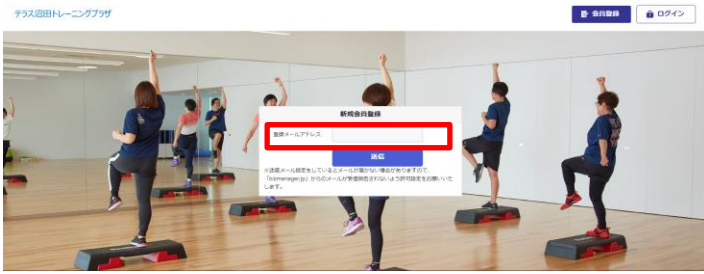 テラス沼田トレーニングプラザ
会員登録
ログイン
新規会員登録
登録メールアドレス
送信
※迷惑メール設定をしているとメールが届かない場合がありますので、
「bizmanager.jp」からのメールが受信拒否されないよう許可設定をお願いいた
します。